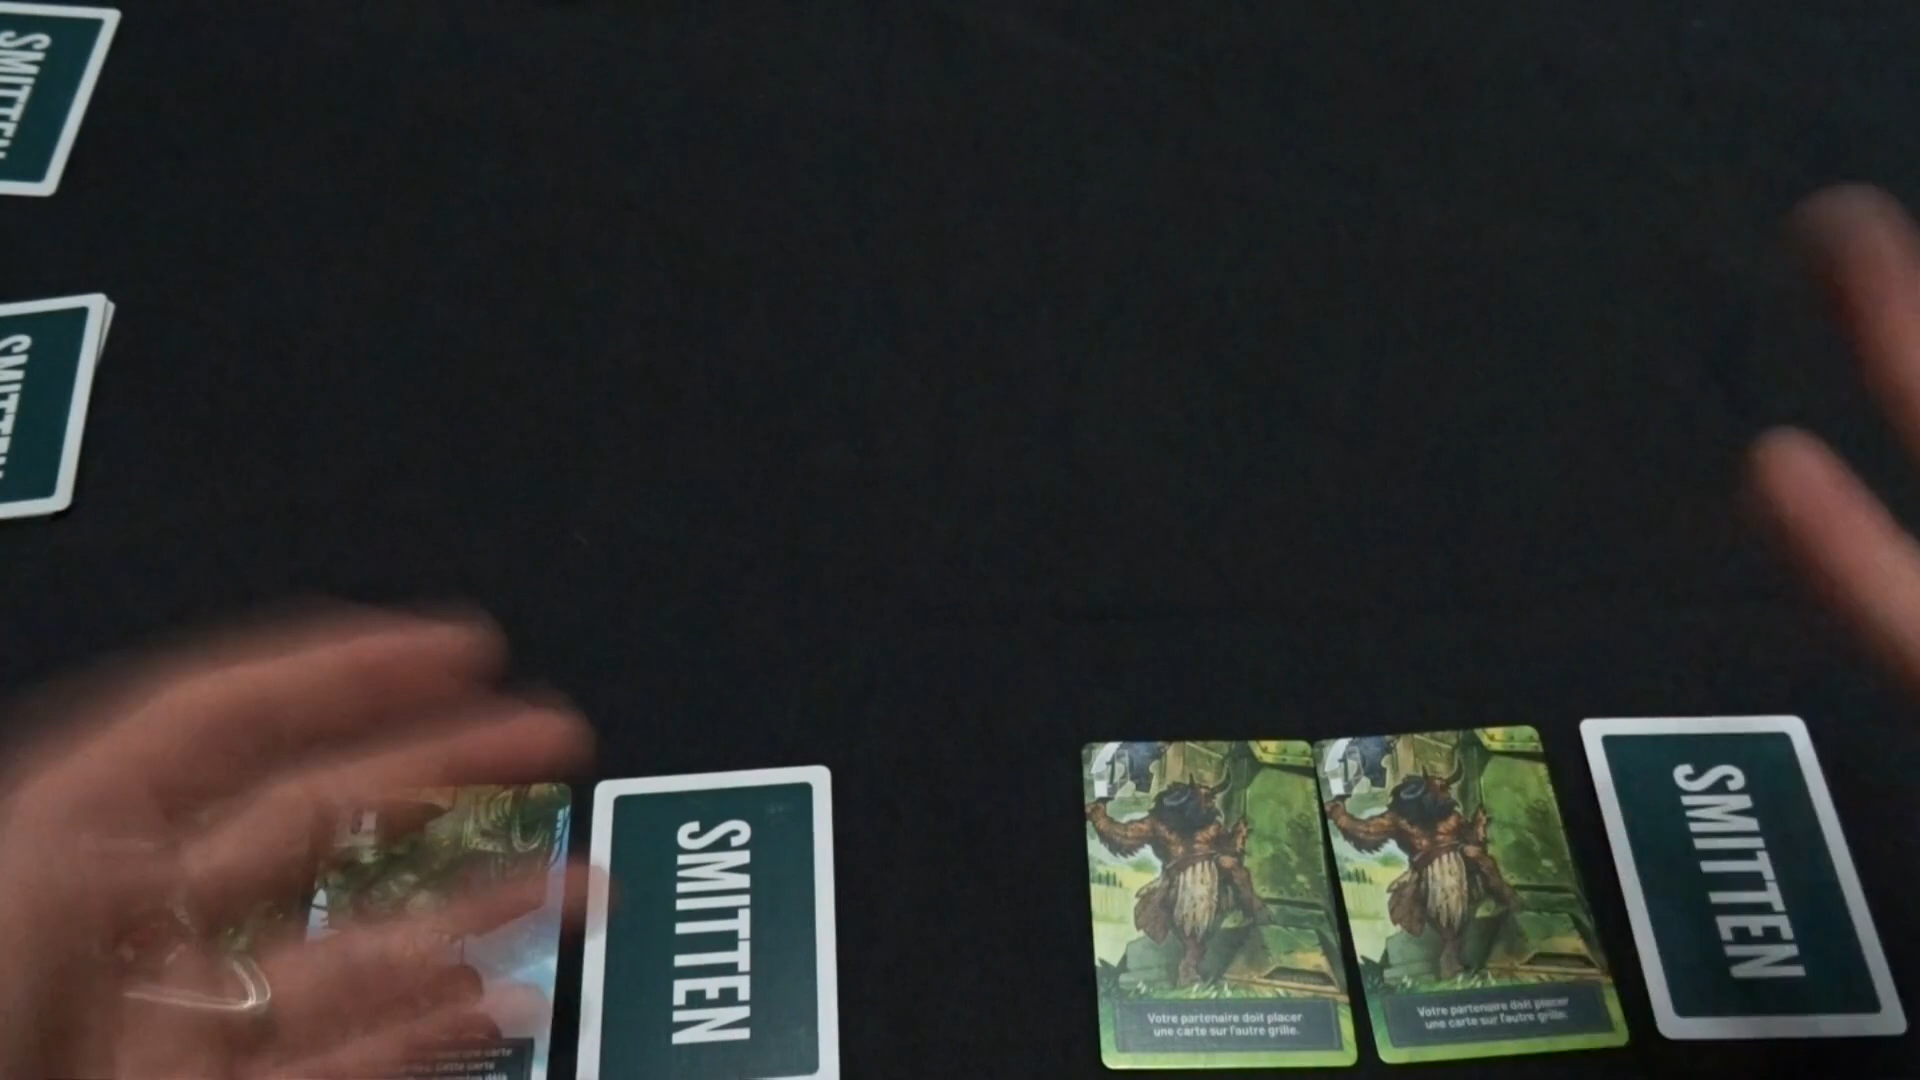 SMITTEN
SMITTEN
SMITTEN
Votre partenaire doit placer
une carte sur l'autre grille.
Votre partenaire doit placer
une carte sur l'autre grille.
SMITTEN